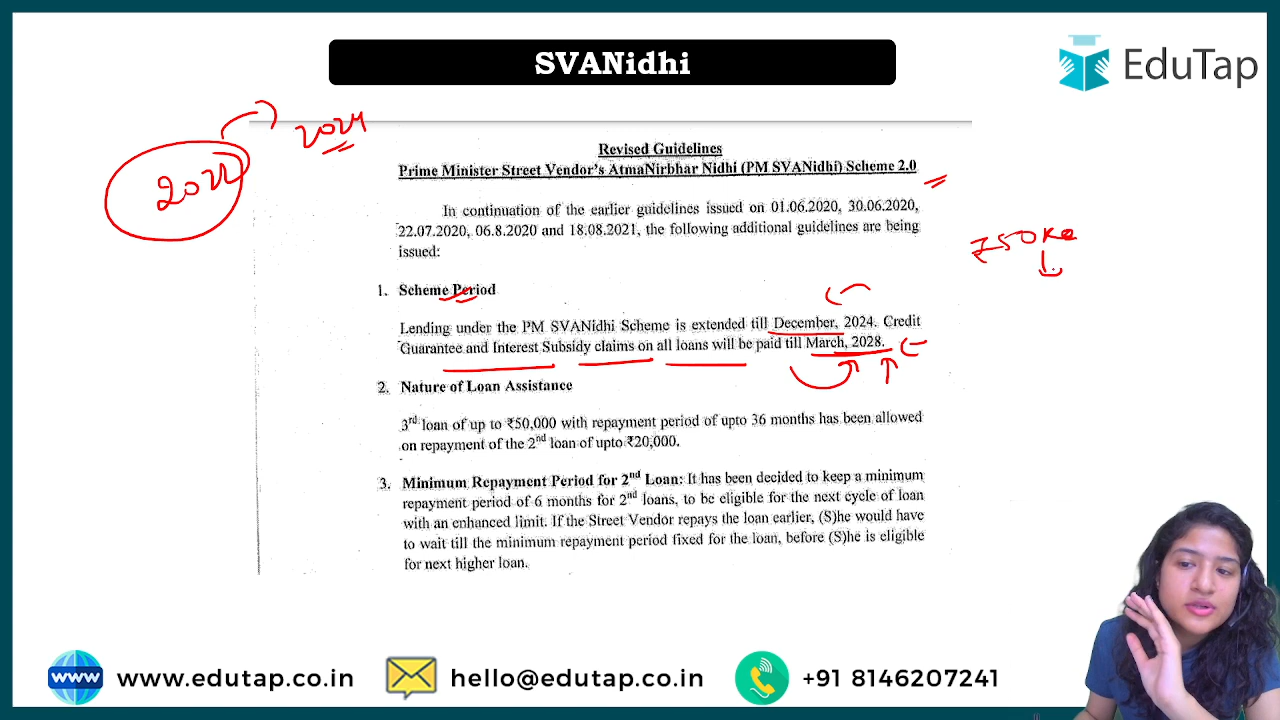 SVANidhi
EduTap
2022
2024
Revised Guidelines
Prime Minister Street Vendor's AtmaNirbhar Nidhi (PM SVANidhi) Scheme 2.0
In continuation of the earlier guidelines issued on 01.06.2020, 30.06.2020,
22.07.2020, 06.8.2020 and 18.08.2021, the following additional guidelines are being
issued:
1. Scheme Period
Lending under the PM SVANidhi Scheme is extended till December, 2024. Credit
Guarantee and Interest Subsidy claims on all loans will be paid till March, 2028.
2. Nature of Loan Assistance
3rd loan of up to ₹50,000 with repayment period of upto 36 months has been allowed
on repayment of the 2nd loan of upto ₹20,000.
3. Minimum Repayment Period for 2nd Loan: It has been decided to keep a minimum
repayment period of 6 months for 2nd loans, to be eligible for the next cycle of loan
with an enhanced limit. If the Street Vendor repays the loan earlier, (S)he would have
to wait till the minimum repayment period fixed for the loan, before (S)he is eligible
for next higher loan.
www
www.edutap.co.in
hello@edutap.co.in
+91 8146207241